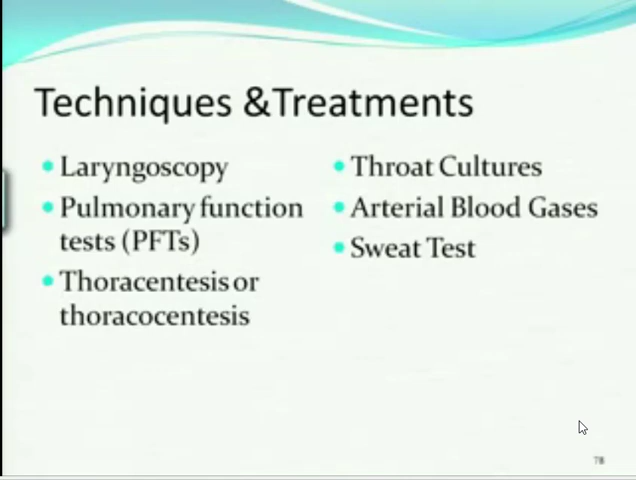 Techniques &Treatments
Laryngoscopy
Pulmonary function
tests (PFTs)
Thoracentesis or
thoracocentesis
Throat Cultures
Arterial Blood Gases
Sweat Test
78